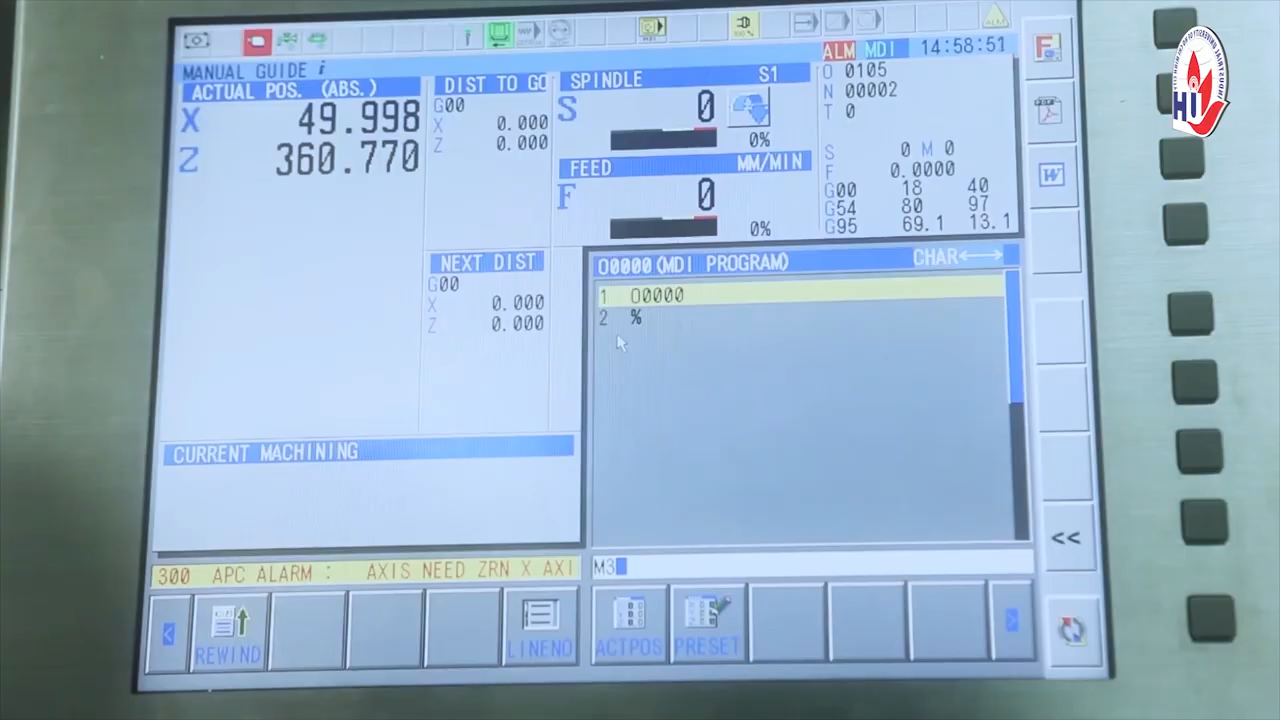 ALM MDI 14:58:51
MANUAL GUIDE i
ACTUAL POS. (ABS.)
X 49.998
Z 360.770
DIST TO GO
G00
X 0.000
Z 0.000
NEXT DIST
G00
X 0.000
Z 0.000
SPINDLE S1
S 0
0%
FEED MM/MIN
F 0
0%
O 0105
N 00002
T 0
S 0 M 0
F 0.0000
G00 18 40
G54 80 97
G95 69.1 13.1
O0000(MDI PROGRAM) CHAR
1 O0000
2 %
CURRENT MACHINING
300 APC ALARM : AXIS NEED ZRN X AXI
M3
<
REWIND
LINENO
ACTPOS
PRESET
>
<<
PDF
W
F
HI